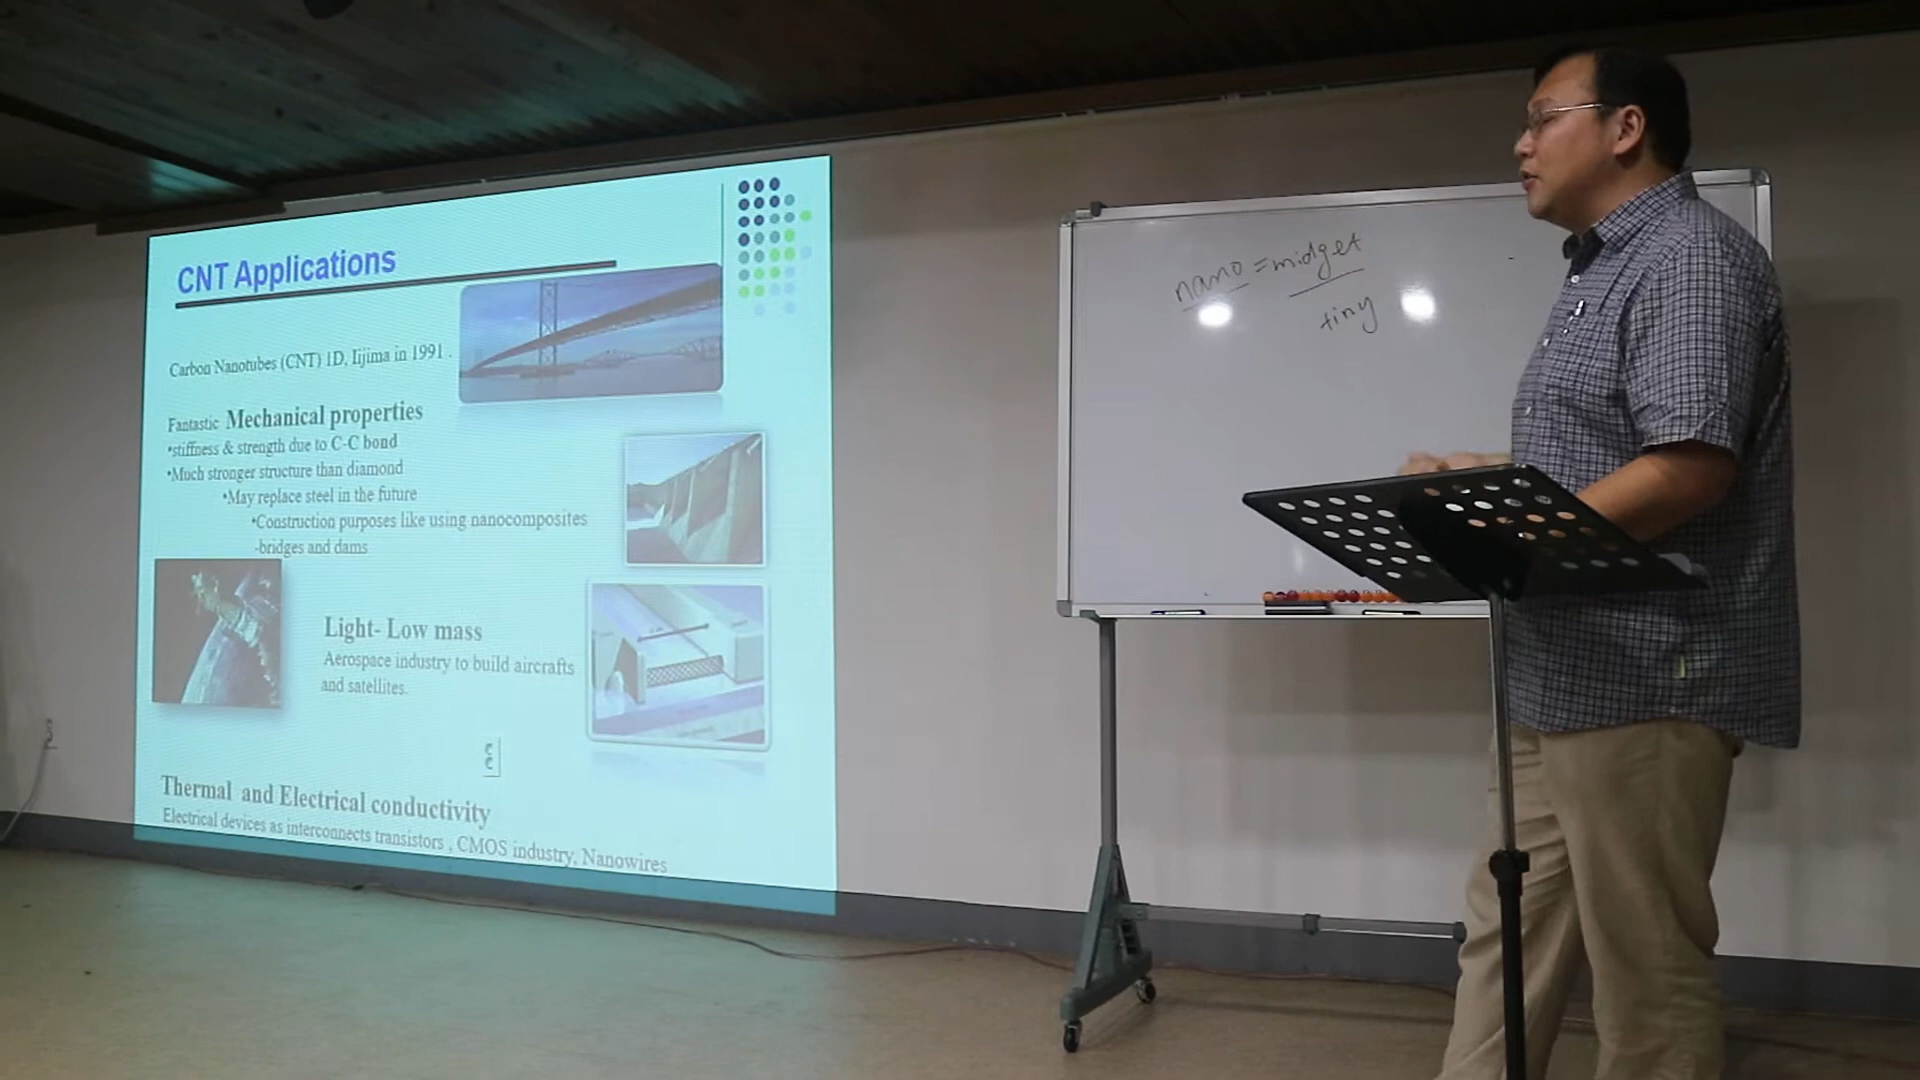 CNT Applications
Carbon Nanotubes (CNT) 1D, Iijima in 1991 .
Fantastic Mechanical properties
•stiffness & strength due to C-C bond
•Much stronger structure than diamond
•May replace steel in the future
•Construction purposes like using nanocomposites
-bridges and dams
Light- Low mass
Aerospace industry to build aircrafts
and satellites.
Thermal and Electrical conductivity
Electrical devices as interconnects transistors , CMOS industry, Nanowires
nano = midget
tiny